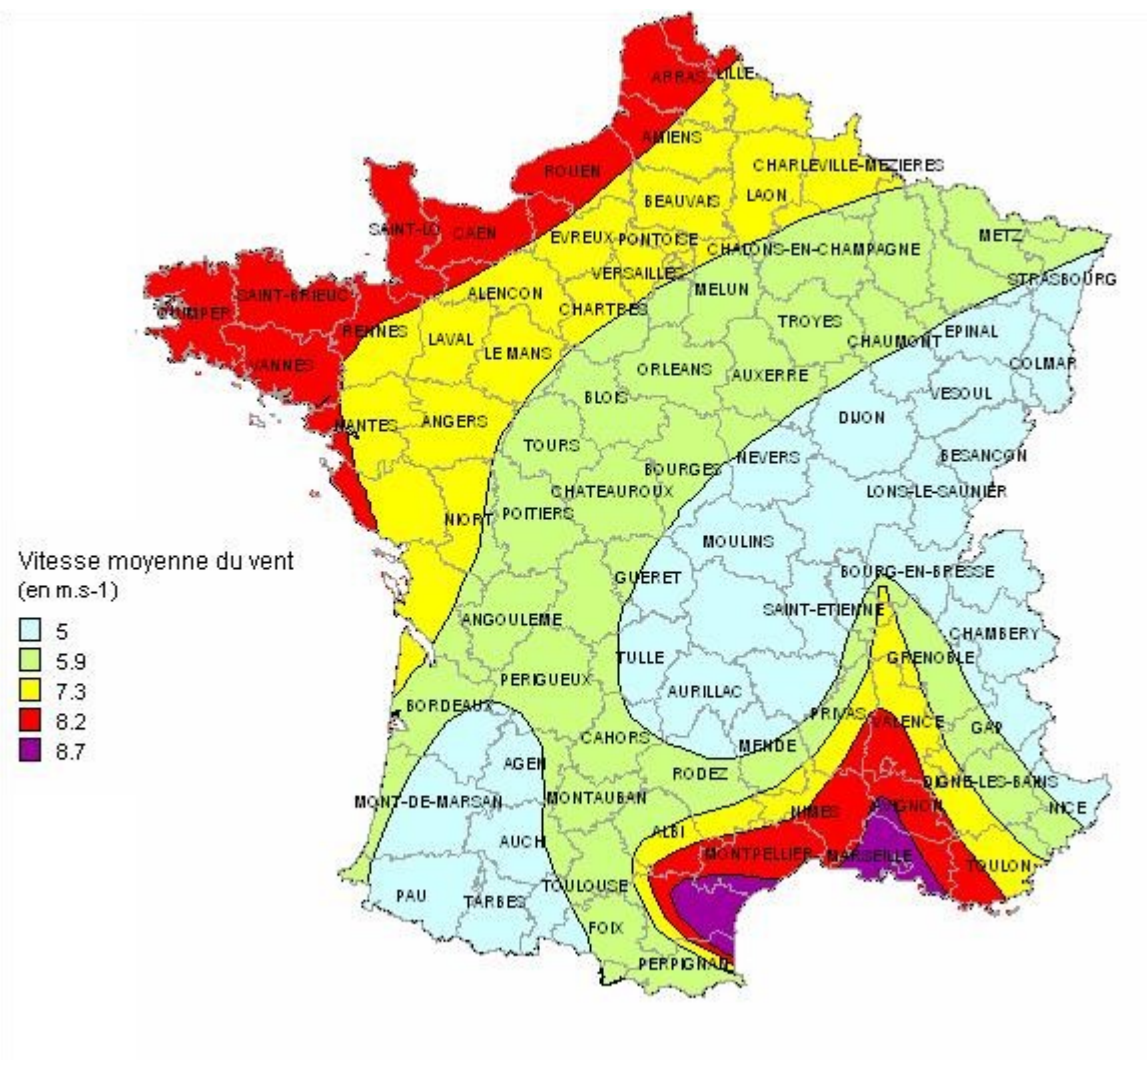 ARRAS
LILLE
AMIENS
ROUEN
CHARLEVILLE-MEZIERES
BEAUVAIS
LAON
SAINT-LO
CAEN
EVREUX
PONTOISE
CHALONS-EN-CHAMPAGNE
METZ
VERSAILLES
STRASBOURG
MELUN
ALENCON
SAINT-BRIEUC
CHARTRES
QUIMPER
TROYES
RENNES
EPINAL
LAVAL
CHAUMONT
LE MANS
VANNES
COLMAR
ORLEANS
AUXERRE
BLOIS
VESOUL
DIJON
NANTES
ANGERS
TOURS
NEVERS
BESANCON
BOURGES
CHATEAUROUX
LONS-LE-SAUNIER
NIORT
POITIERS
MOULINS
Vitesse moyenne du vent
(en m.s-1)
GUERET
BOURG-EN-BRESSE
SAINT-ETIENNE
ANGOULEME
CHAMBERY
TULLE
GRENOBLE
PERIGUEUX
AURILLAC
BORDEAUX
PRIVAS
VALENCE
GAP
CAHORS
MENDE
AGEN
RODEZ
DIGNE-LES-BAINS
MONT-DE-MARSAN
MONTAUBAN
AVIGNON
NICE
NIMES
ALBI
AUCH
MONTPELLIER
MARSEILLE
TOULON
TOULOUSE
PAU
TARBES
FOIX
PERPIGNAN
5
5.9
7.3
8.2
8.7